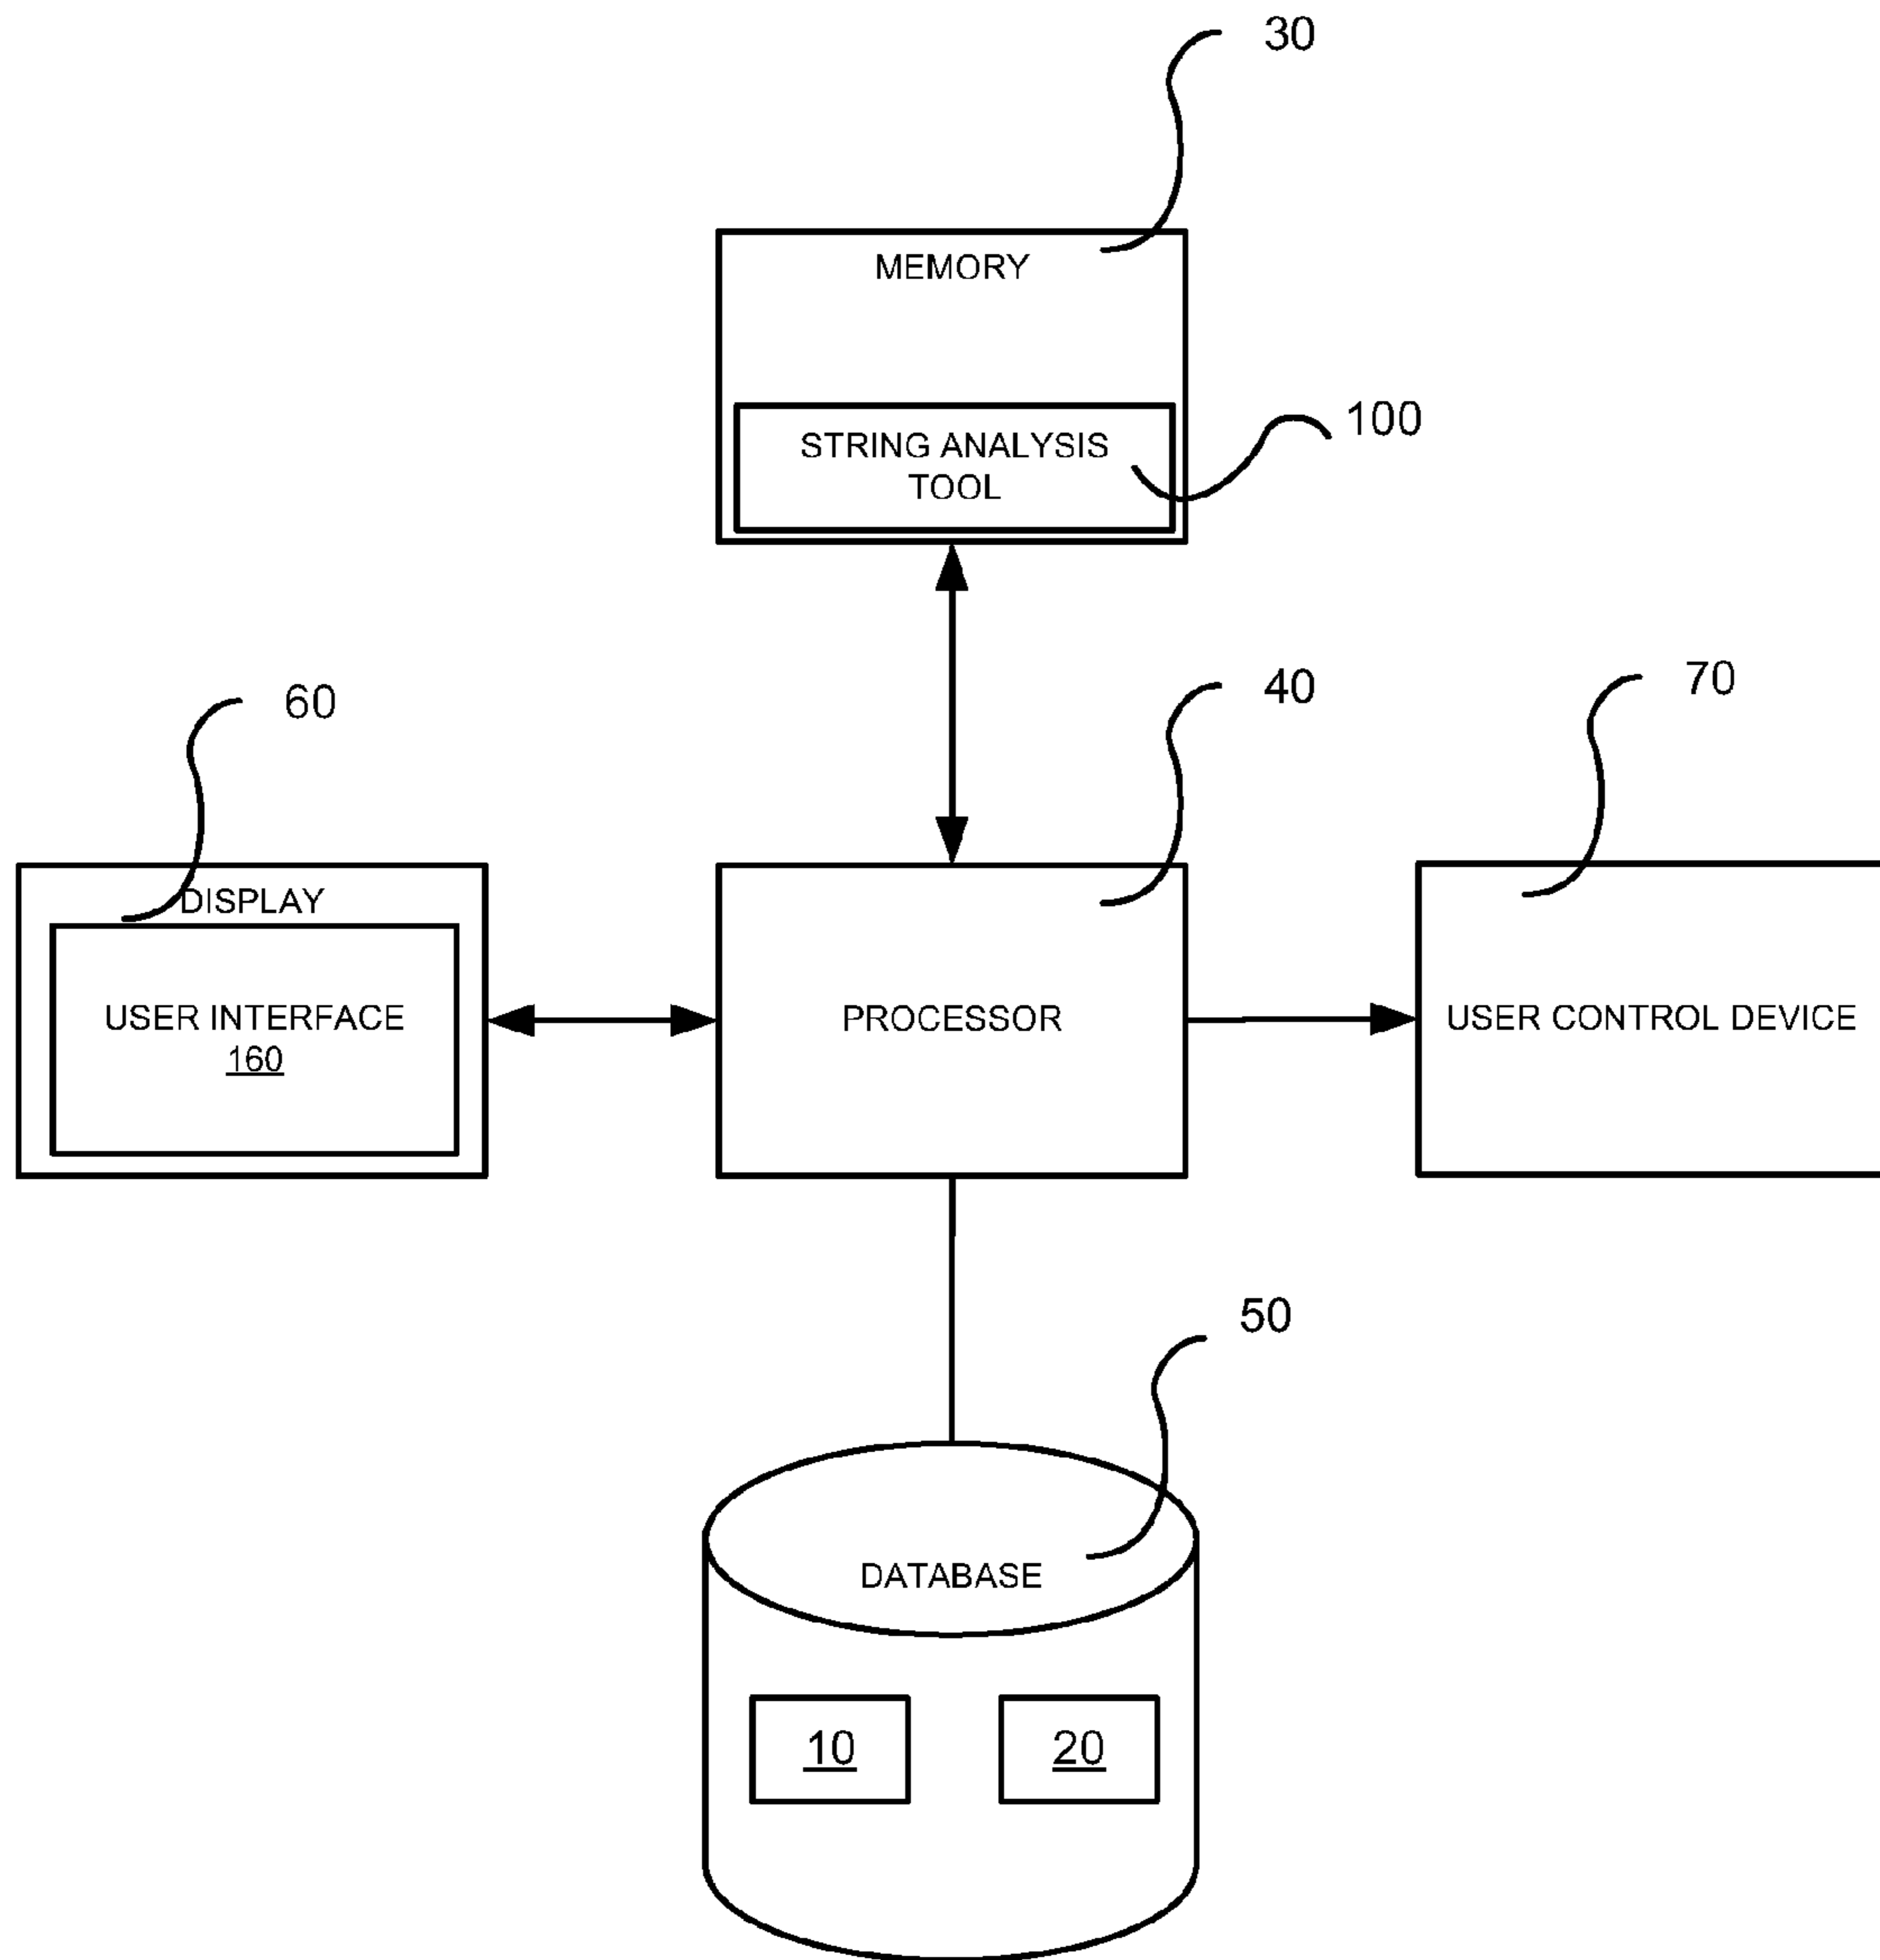 30
MEMORY
100
STRING ANALYSIS
TOOL
60
40
70
DISPLAY
USER INTERFACE
160
PROCESSOR
USER CONTROL DEVICE
50
DATABASE
10
20